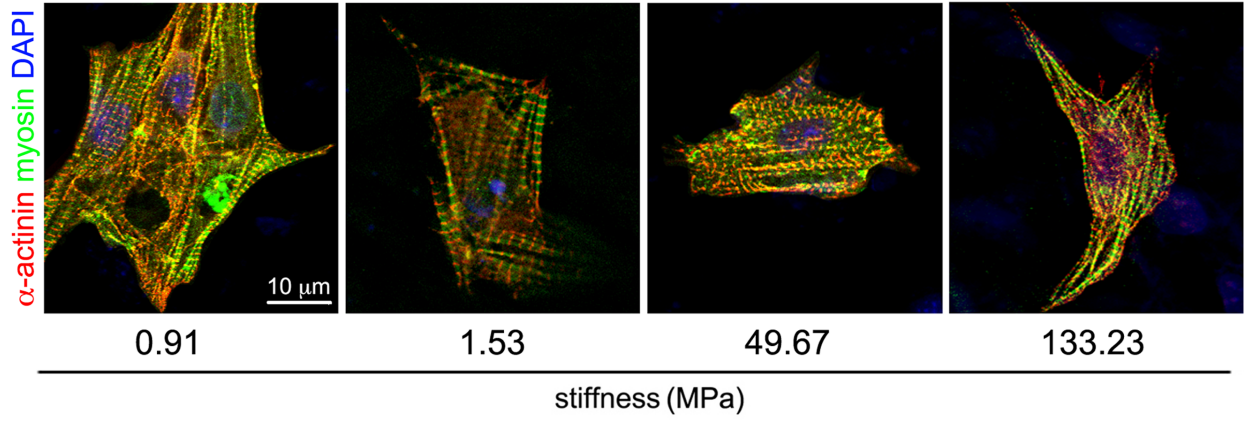 α-actinin myosin DAPI
10 μm
0.91 1.53 49.67 133.23
stiffness (MPa)